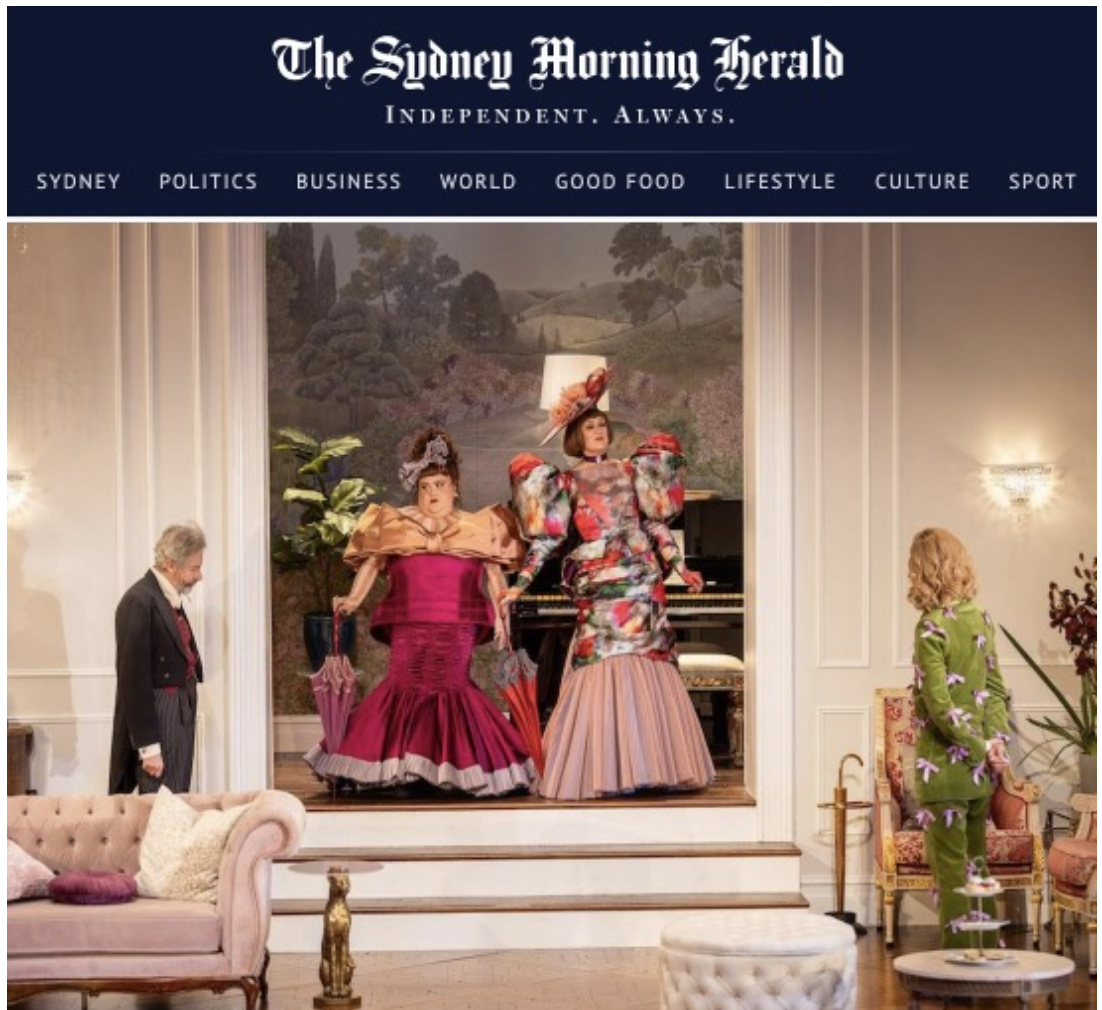 The Sydney Morning Herald
INDEPENDENT. ALWAYS.
SYDNEY POLITICS BUSINESS WORLD GOOD FOOD LIFESTYLE CULTURE SPORT